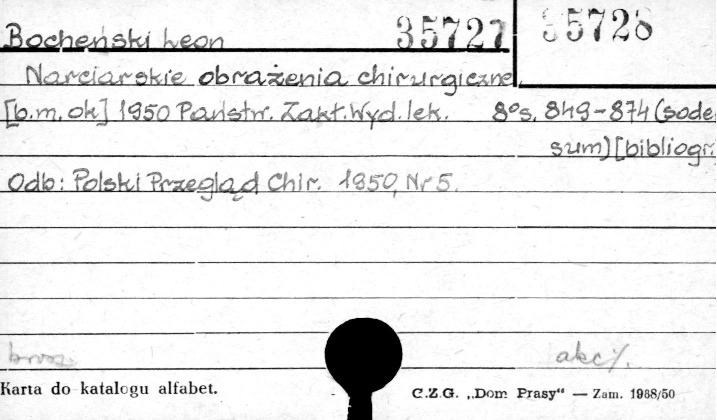 Bocheński Leon 35727 35728
Narciarskie obrażenia chirurgiczne.
[b.m.ok] 1950 Państw. Zakł. Wyd. lek. 8°s. 849-874 (sode
sum) [bibliogr.]
Odb: Polski Przegląd Chir. 1950, Nr 5.
brosz. akc/.
Karta do katalogu alfabet. C.Z.G. „Dom Prasy“ — Zam. 1968/50